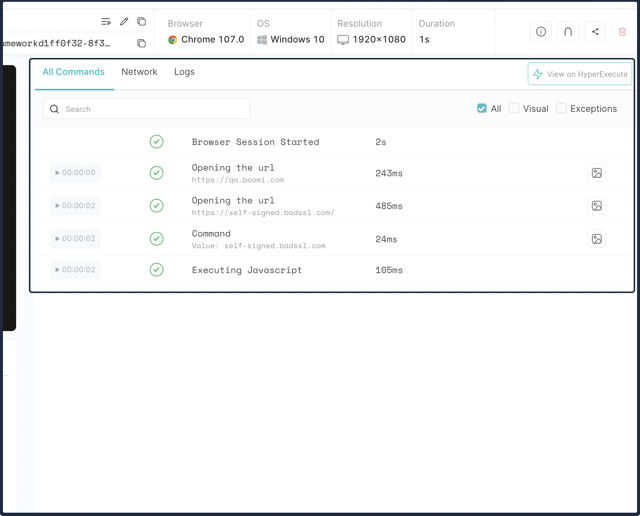 Browser OS Resolution Duration
Chrome 107.0 Windows 10 1920×1080 1s
ameworkd1ff0f32-8f3...
All Commands Network Logs
View on HyperExecute
Search
All Visual Exceptions
Browser Session Started 2s
00:00:00 Opening the url 243ms
https://qa.boomi.com
00:00:02 Opening the url 485ms
https://self-signed.badssl.com/
00:00:02 Command 24ms
Value: self-signed.badssl.com
00:00:02 Executing Javascript 105ms